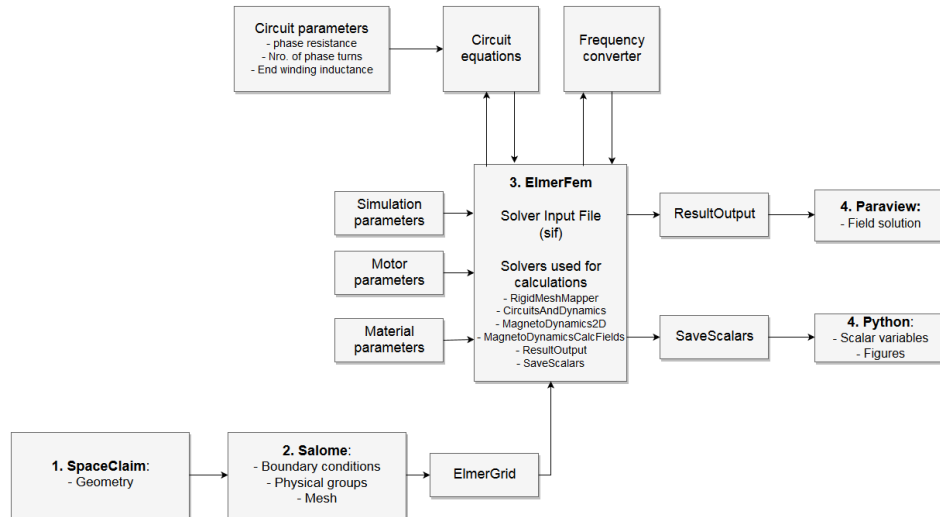 Circuit parameters
- phase resistance
- Nro. of phase turns
- End winding inductance
Circuit
equations
Frequency
converter
3. ElmerFem
Solver Input File
(sif)
Solvers used for
calculations
- RigidMeshMapper
- CircuitsAndDynamics
- MagnetoDynamics2D
- MagnetoDynamicsCalcFields
- ResultOutput
- SaveScalars
Simulation
parameters
Motor
parameters
Material
parameters
ResultOutput
4. Paraview:
- Field solution
SaveScalars
4. Python:
- Scalar variables
- Figures
1. SpaceClaim:
- Geometry
2. Salome:
- Boundary conditions
- Physical groups
- Mesh
ElmerGrid